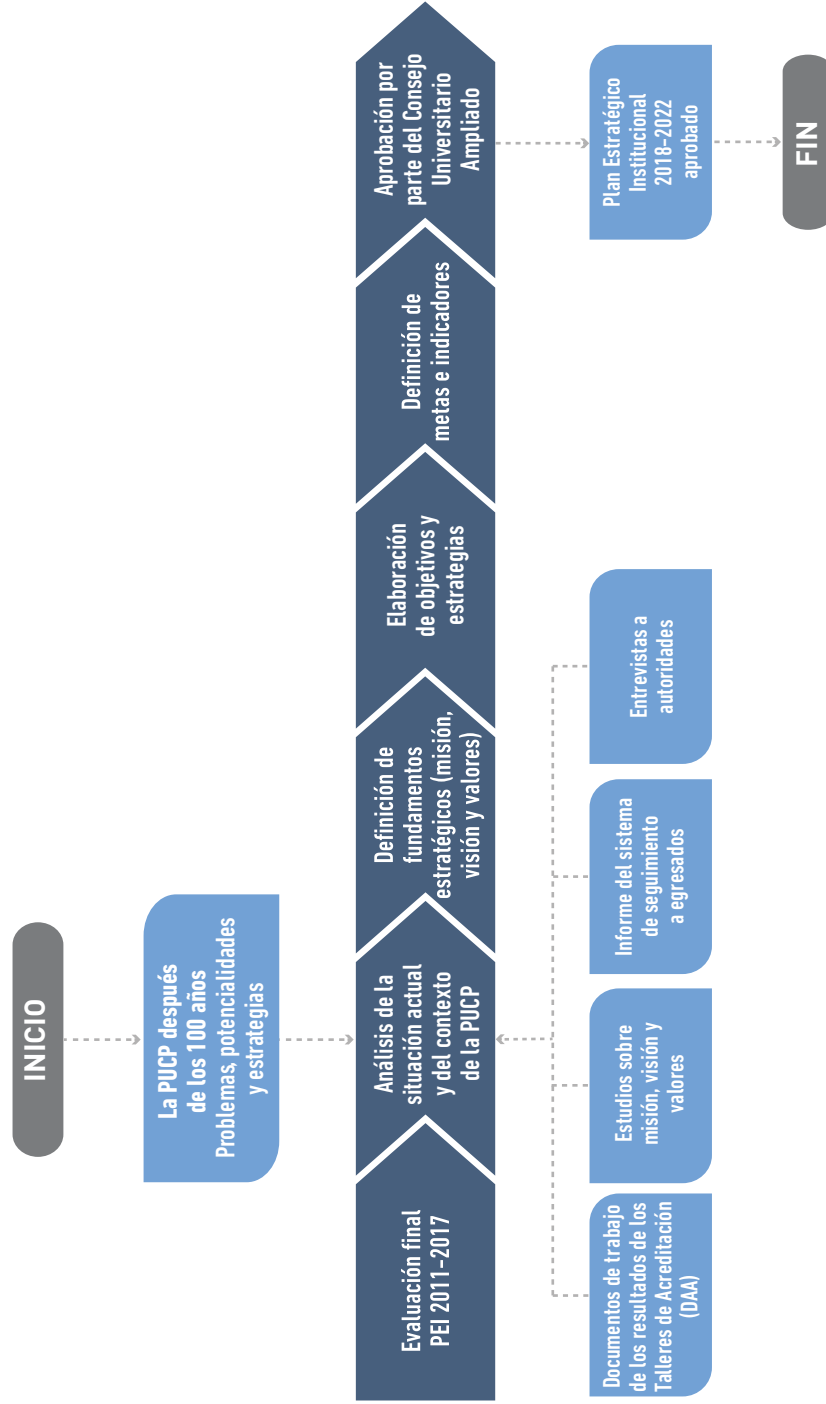 INICIO
La PUCP después
de los 100 años
Problemas, potencialidades
y estrategias
Evaluación final
PEI 2011–2017
Análisis de la
situación actual
y del contexto
de la PUCP
Definición de
fundamentos
estratégicos (misión,
visión y valores)
Elaboración
de objetivos y
estrategias
Definición de
metas e indicadores
Aprobación por
parte del Consejo
Universitario
Ampliado
Documentos de trabajo
de los resultados de los
Talleres de Acreditación
(DAA)
Estudios sobre
misión, visión y
valores
Informe del sistema
de seguimiento
a egresados
Entrevistas a
autoridades
Plan Estratégico
Institucional
2018–2022
aprobado
FIN